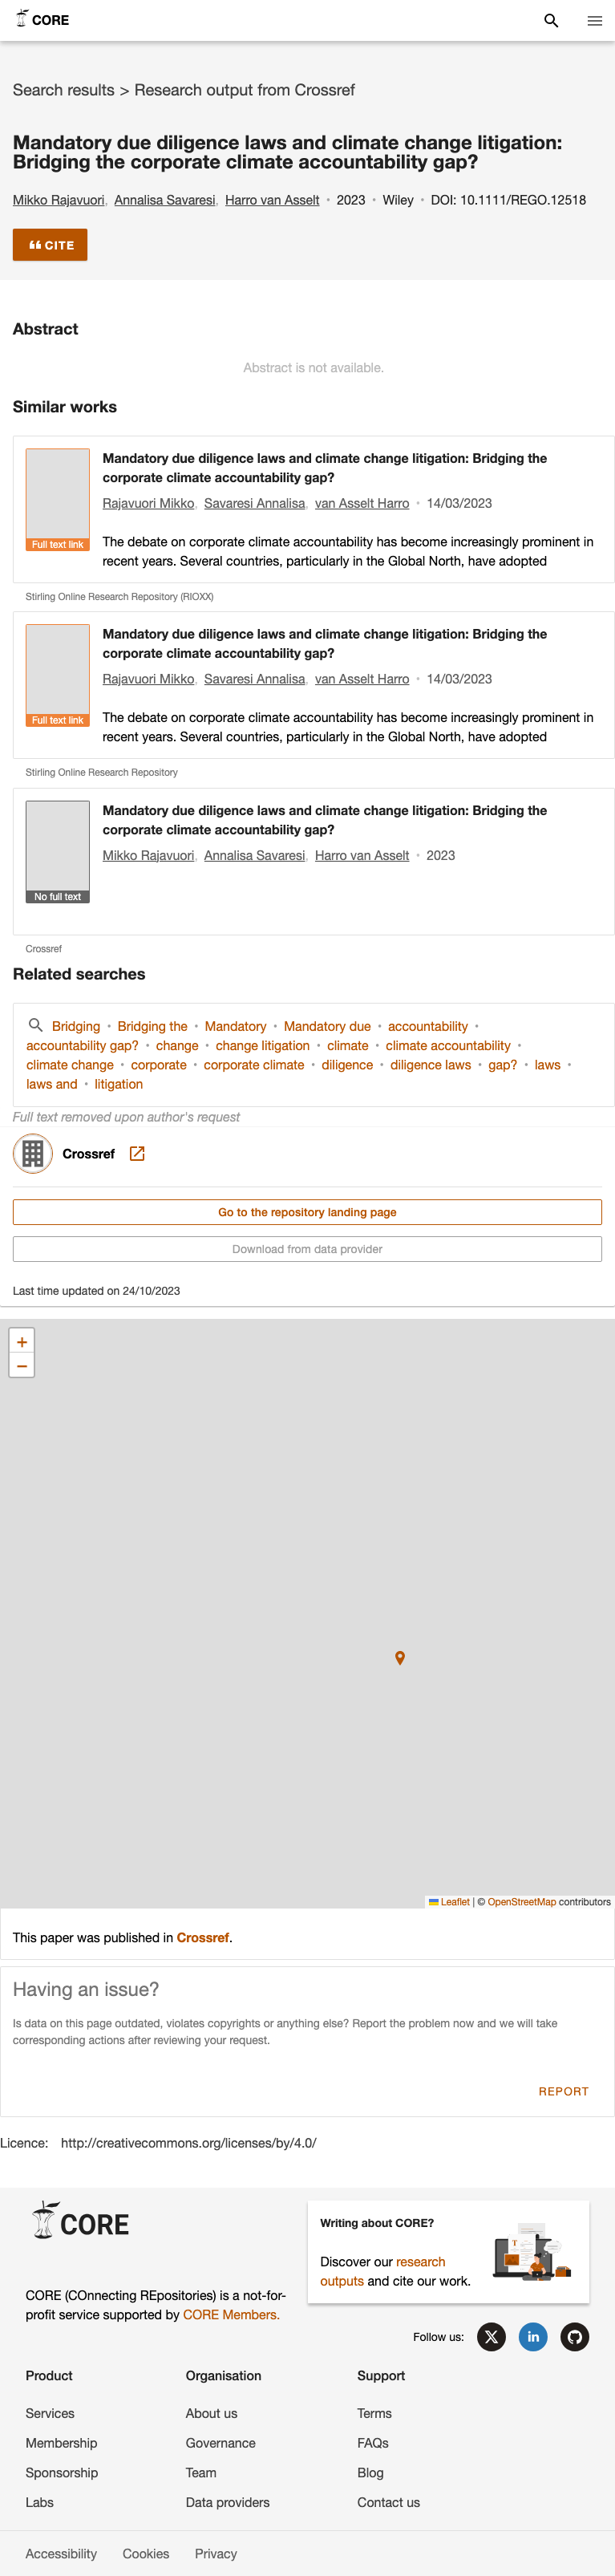 CORE
Search results > Research output from Crossref
Mandatory due diligence laws and climate change litigation:
Bridging the corporate climate accountability gap?
Mikko Rajavuori, Annalisa Savaresi, Harro van Asselt • 2023 • Wiley • DOI: 10.1111/REGO.12518
CITE
Abstract
Abstract is not available.
Similar works
Mandatory due diligence laws and climate change litigation: Bridging the
corporate climate accountability gap?
Rajavuori Mikko, Savaresi Annalisa, van Asselt Harro • 14/03/2023
The debate on corporate climate accountability has become increasingly prominent in
Full text link
recent years. Several countries, particularly in the Global North, have adopted
Stirling Online Research Repository (RIOXX)
Mandatory due diligence laws and climate change litigation: Bridging the
corporate climate accountability gap?
Rajavuori Mikko, Savaresi Annalisa, van Asselt Harro • 14/03/2023
The debate on corporate climate accountability has become increasingly prominent in
Full text link
recent years. Several countries, particularly in the Global North, have adopted
Stirling Online Research Repository
Mandatory due diligence laws and climate change litigation: Bridging the
corporate climate accountability gap?
Mikko Rajavuori, Annalisa Savaresi, Harro van Asselt • 2023
No full text
Crossref
Related searches
Bridging • Bridging the • Mandatory • Mandatory due • accountability •
accountability gap? • change • change litigation • climate • climate accountability •
climate change • corporate • corporate climate • diligence • diligence laws • gap? • laws •
laws and • litigation
Full text removed upon author's request
Crossref
Go to the repository landing page
Download from data provider
Last time updated on 24/10/2023
+
−
Leaflet | © OpenStreetMap contributors
This paper was published in Crossref.
Having an issue?
Is data on this page outdated, violates copyrights or anything else? Report the problem now and we will take
corresponding actions after reviewing your request.
REPORT
Licence: http://creativecommons.org/licenses/by/4.0/
CORE
Writing about CORE?
Discover our research
outputs and cite our work.
CORE (COnnecting REpositories) is a not-for-
profit service supported by CORE Members.
Follow us:
Product Organisation Support
Services About us Terms
Membership Governance FAQs
Sponsorship Team Blog
Labs Data providers Contact us
Accessibility Cookies Privacy